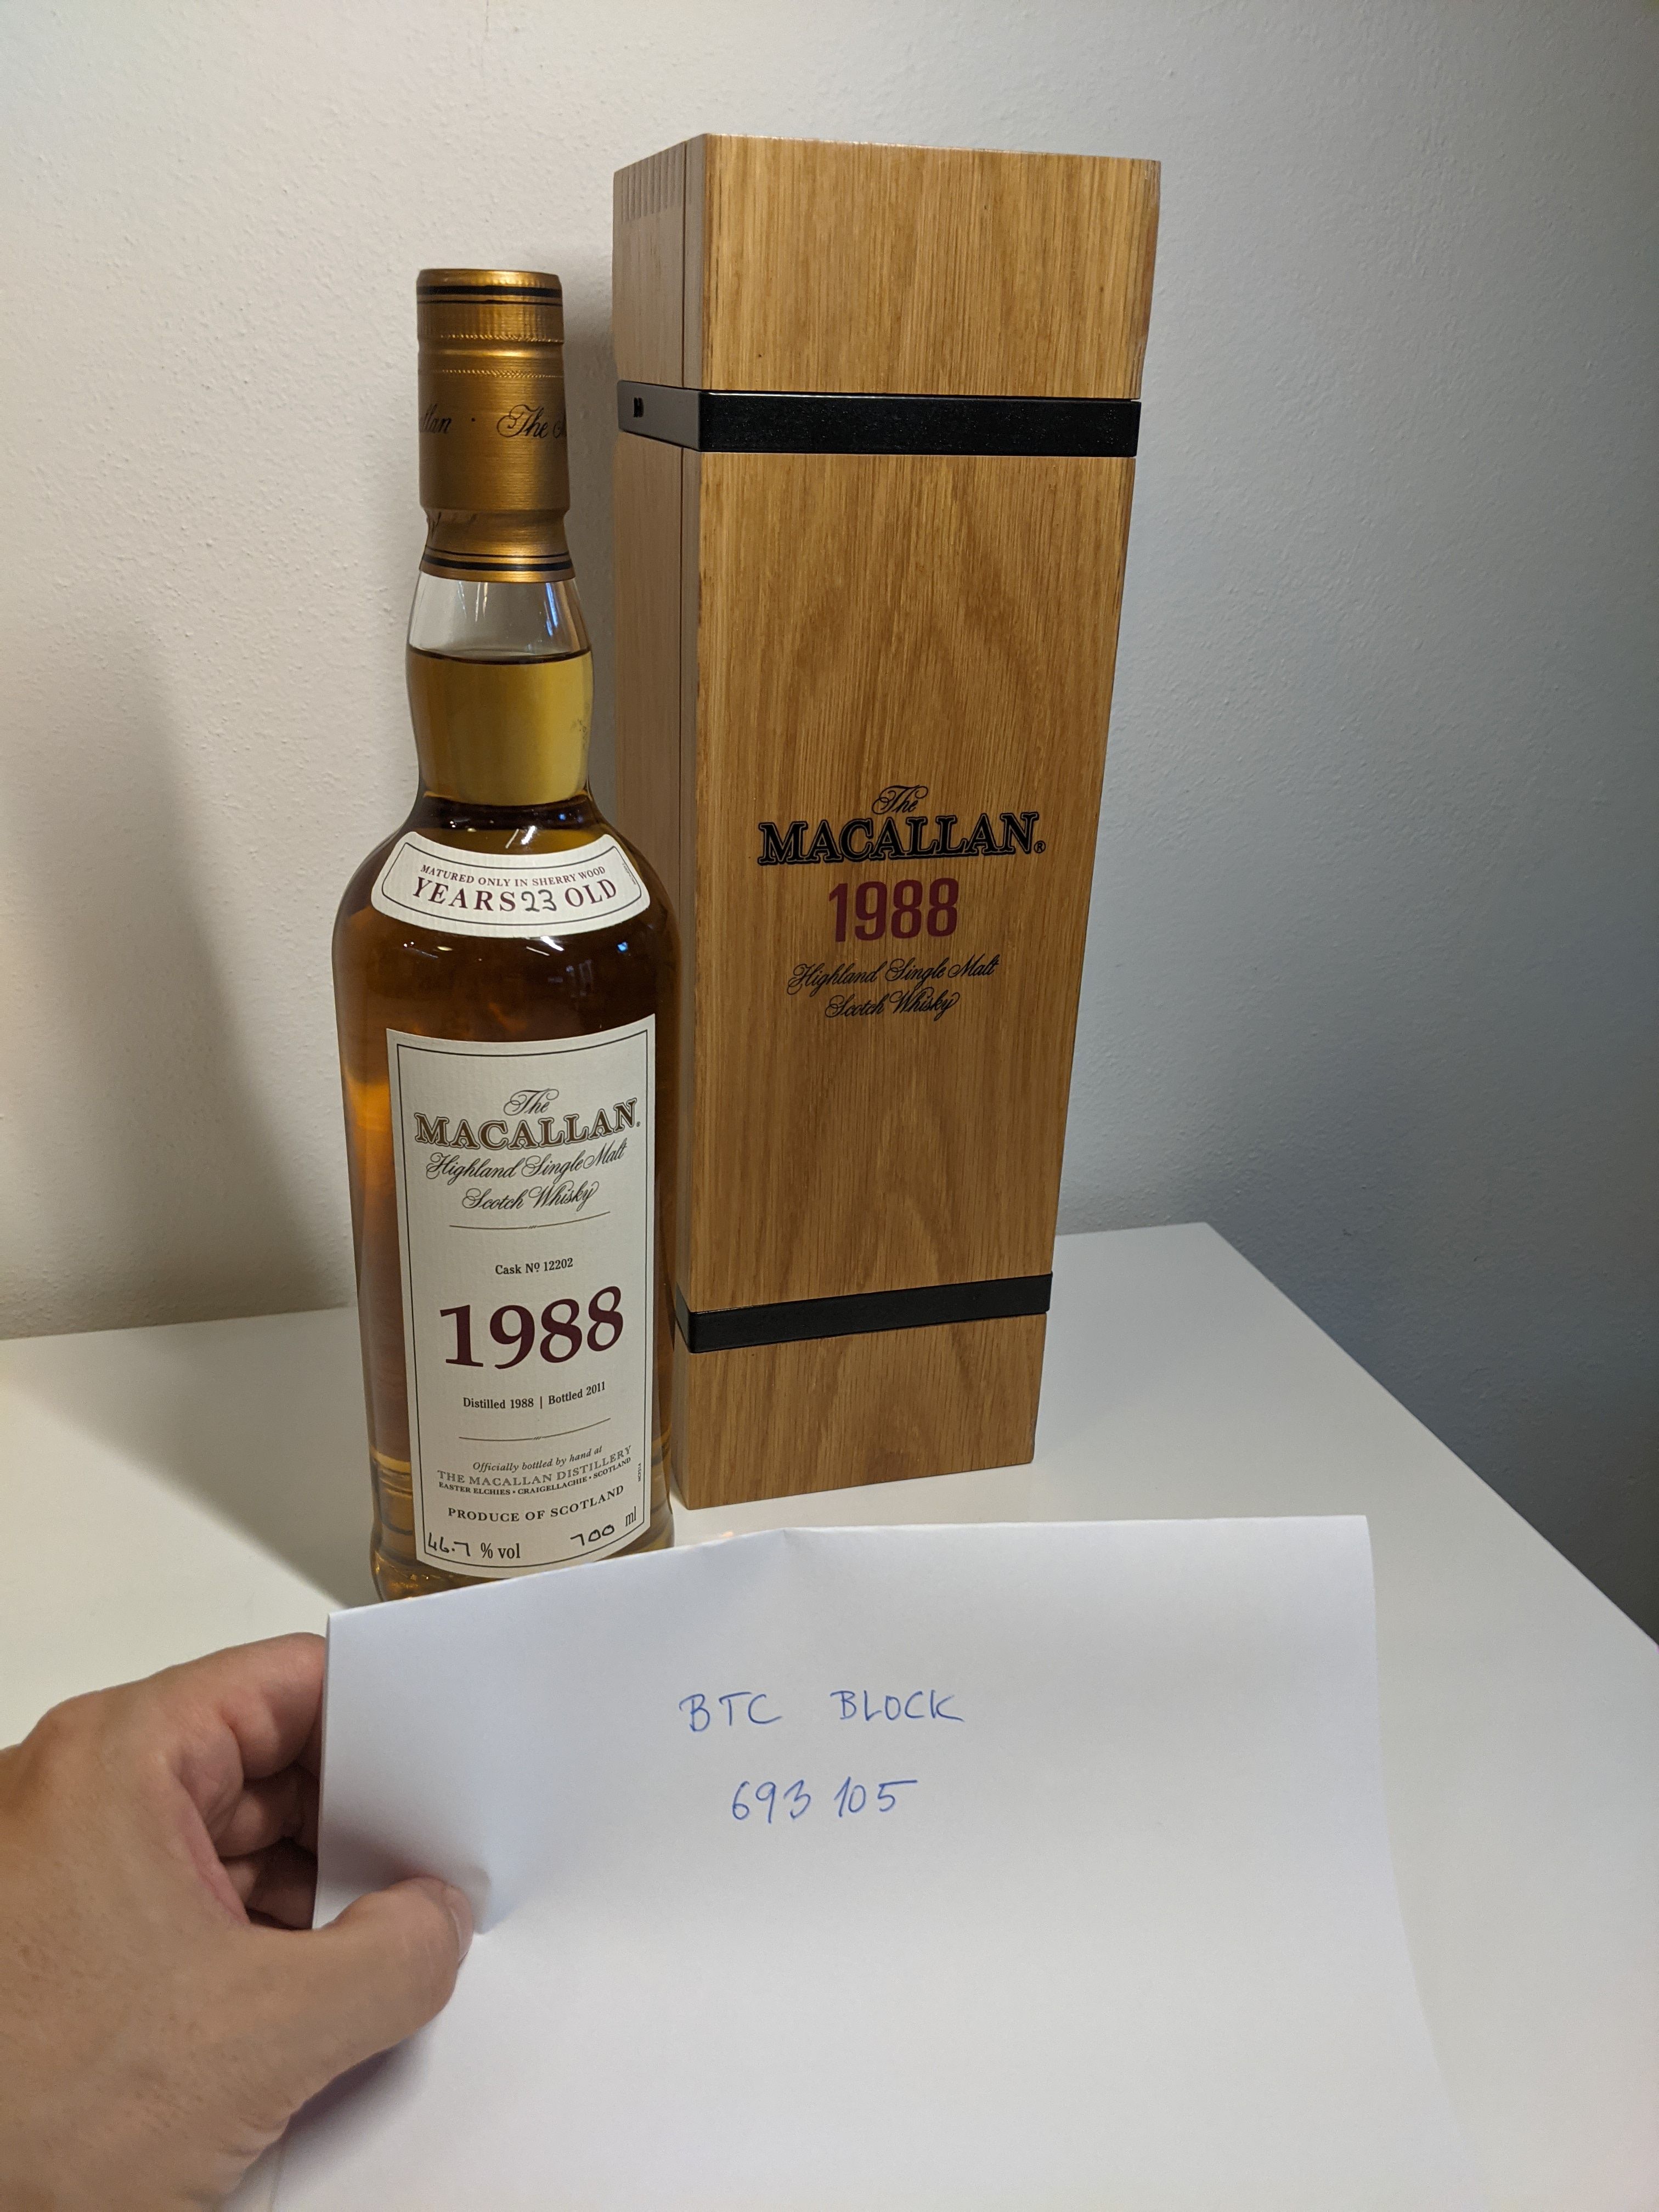 The
MATURED ONLY IN SHERRY WOOD
YEARS 23 OLD
The
MACALLAN®
Highland Single Malt
Scotch Whisky
Cask Nº 12202
1988
Distilled 1988 | Bottled 2011
Officially bottled by hand at
THE MACALLAN DISTILLERY
EASTER ELCHIES • CRAIGELLACHIE • SCOTLAND
PRODUCE OF SCOTLAND
46.7 % vol 700 ml
The
MACALLAN®
1988
Highland Single Malt
Scotch Whisky
BTC BLOCK
693 105